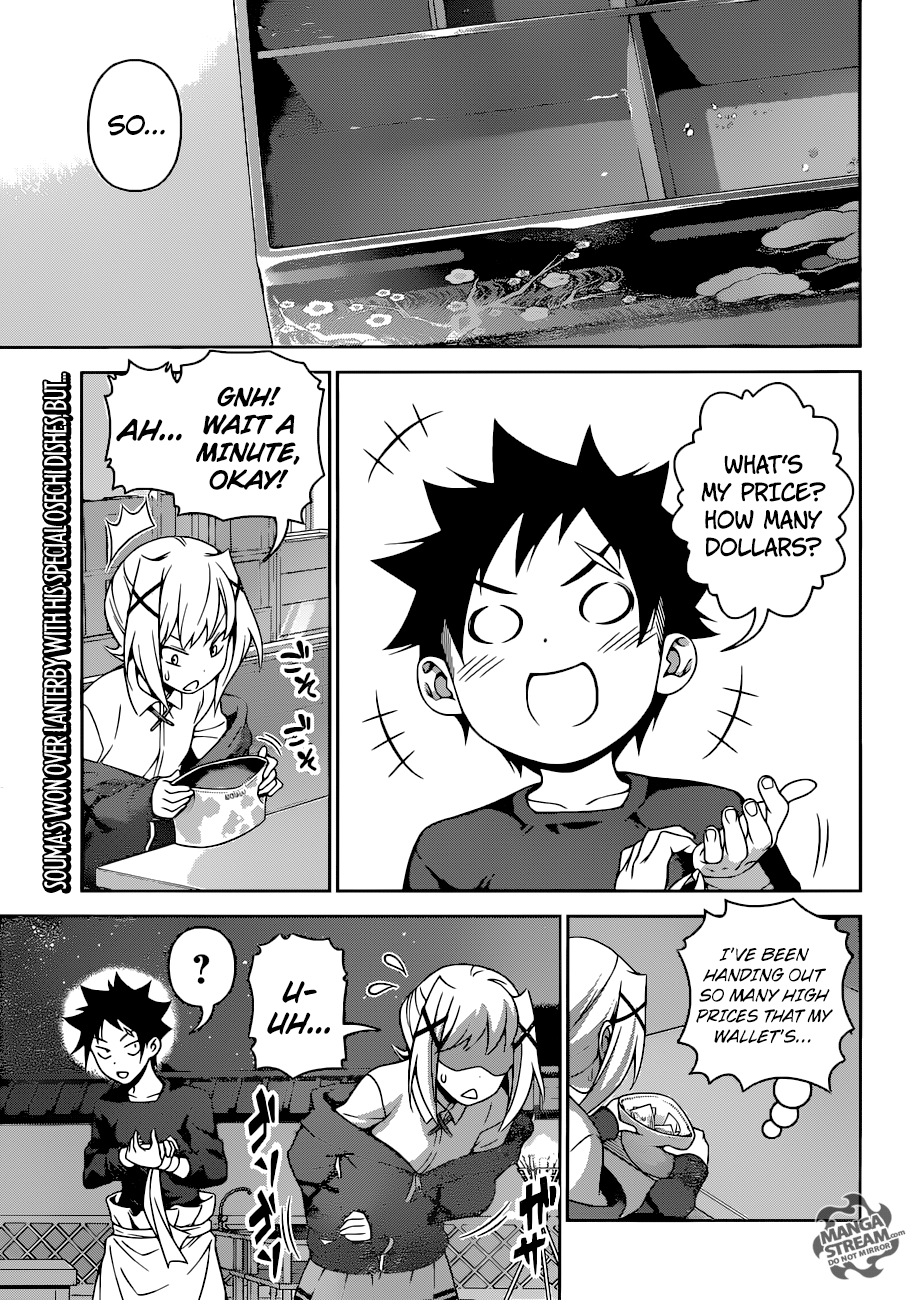 SO...
WHAT'S
MY PRICE?
HOW MANY
DOLLARS?
GNH!
WAIT A
MINUTE,
OKAY!
AH...
SOUMA'S WON OVER LANTERBY WITH HIS SPECIAL OSECHI DISHES, BUT...
I'VE BEEN
HANDING OUT
SO MANY HIGH
PRICES THAT MY
WALLET'S...
U-
UH...
?
MANGA
STREAM.com
DO NOT MIRROR!